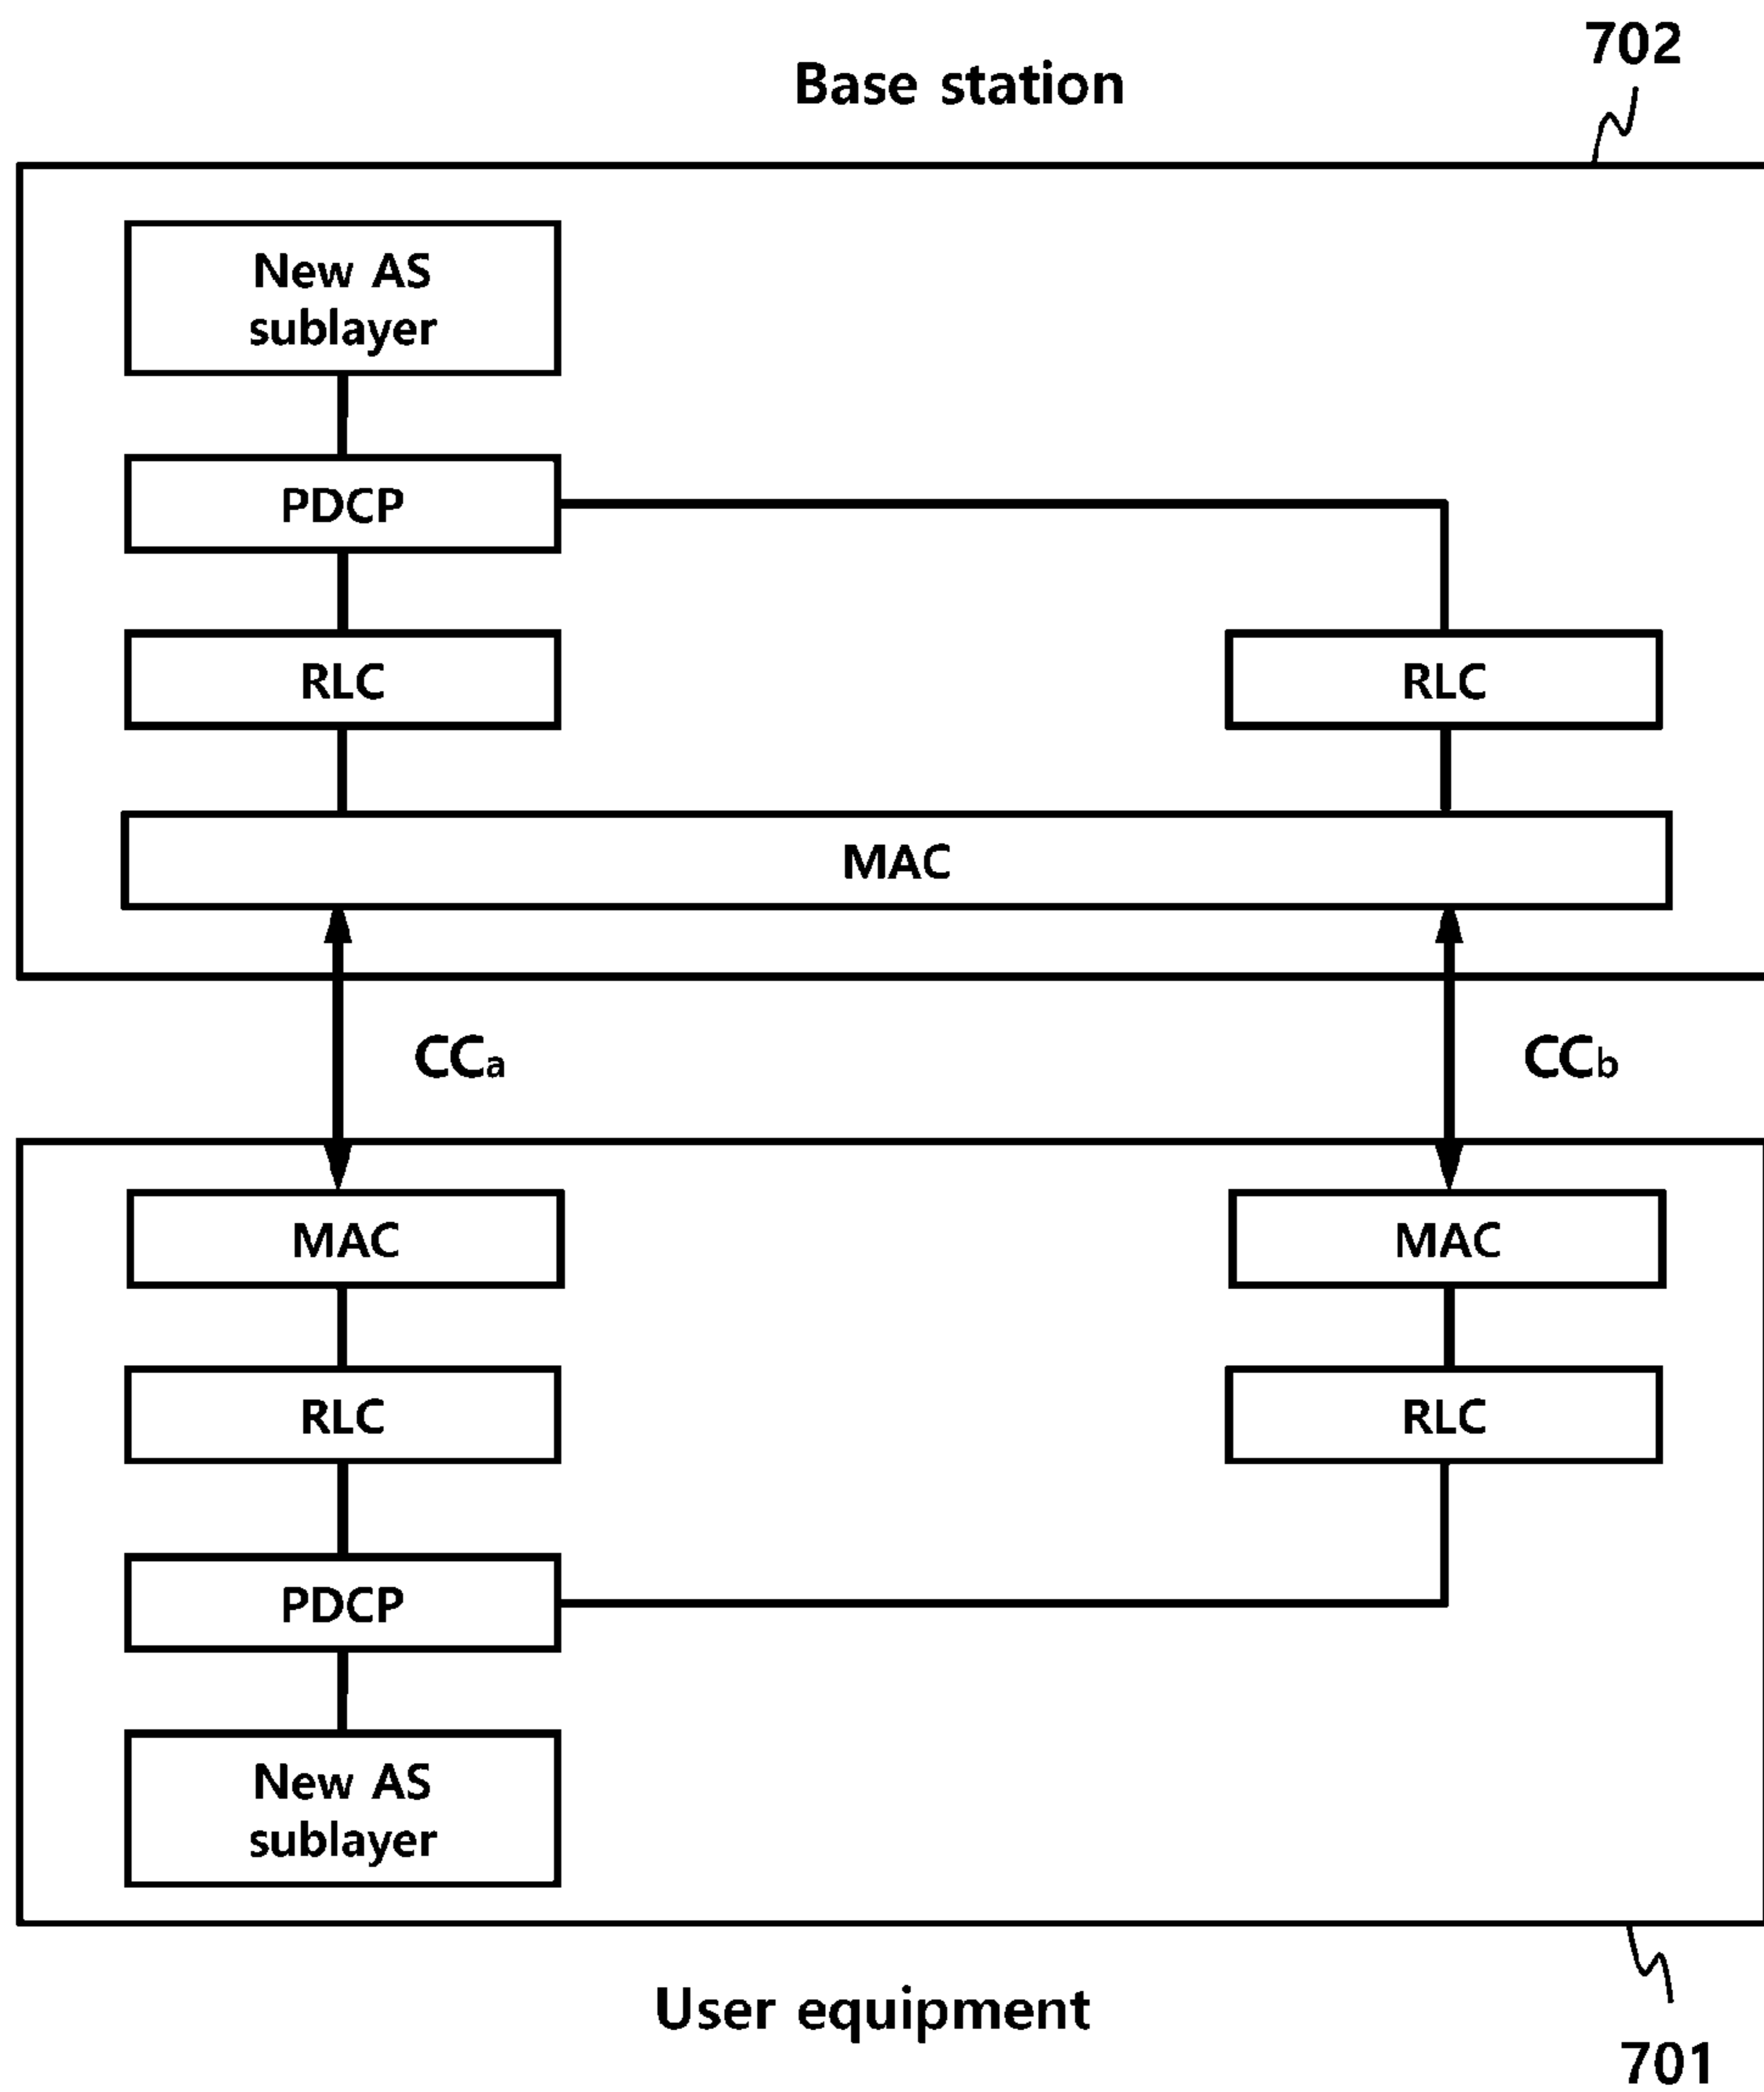 702
Base station
New AS
sublayer
PDCP
RLC
RLC
MAC
CCa
CCb
MAC
MAC
RLC
RLC
PDCP
New AS
sublayer
User equipment
701